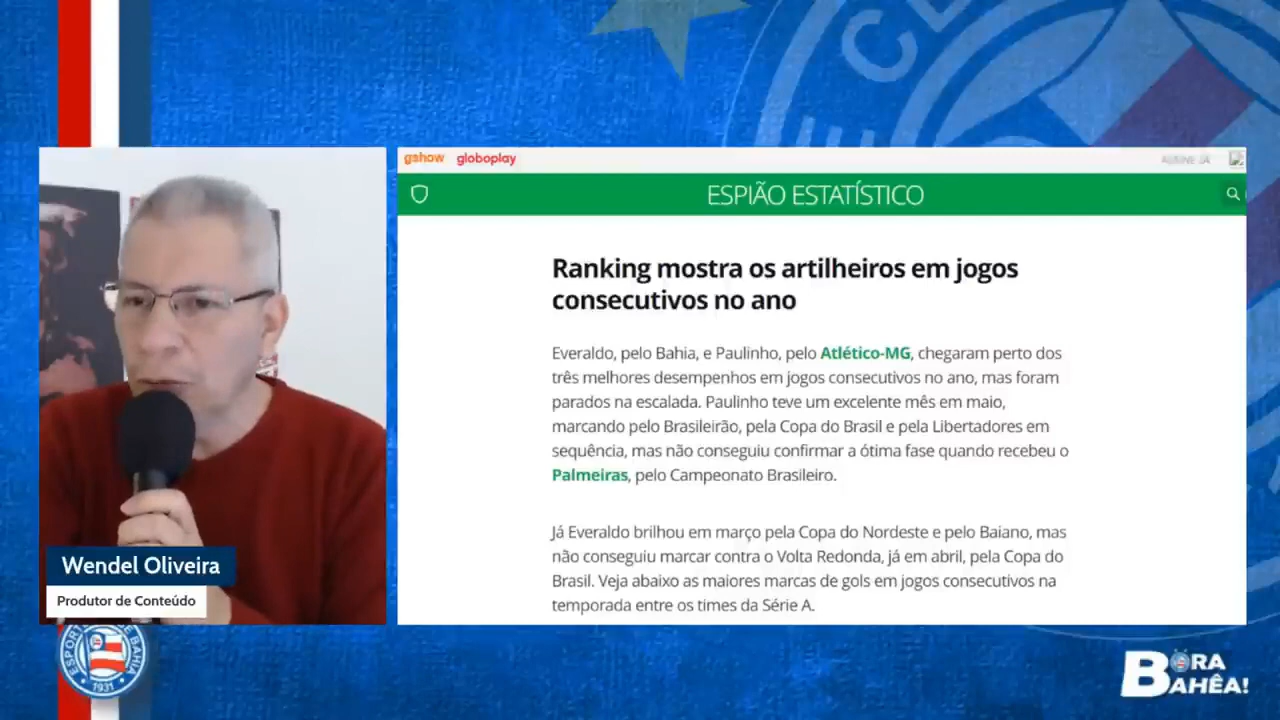 gshow globoplay
ASSINE JÁ
ESPIÃO ESTATÍSTICO
Ranking mostra os artilheiros em jogos
consecutivos no ano
Everaldo, pelo Bahia, e Paulinho, pelo Atlético-MG, chegaram perto dos
três melhores desempenhos em jogos consecutivos no ano, mas foram
parados na escalada. Paulinho teve um excelente mês em maio,
marcando pelo Brasileirão, pela Copa do Brasil e pela Libertadores em
sequência, mas não conseguiu confirmar a ótima fase quando recebeu o
Palmeiras, pelo Campeonato Brasileiro.
Já Everaldo brilhou em março pela Copa do Nordeste e pelo Baiano, mas
não conseguiu marcar contra o Volta Redonda, já em abril, pela Copa do
Brasil. Veja abaixo as maiores marcas de gols em jogos consecutivos na
temporada entre os times da Série A.
Wendel Oliveira
Produtor de Conteúdo
BAHIA
1931
BORA
BAHÊA!